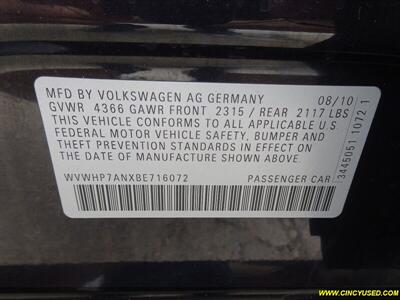 MFD BY VOLKSWAGEN AG GERMANY 08/10
GVWR 4366 GAWR FRONT 2315 / REAR 2117 LBS
THIS VEHICLE CONFORMS TO ALL APPLICABLE U S
FEDERAL MOTOR VEHICLE SAFETY, BUMPER AND
THEFT PREVENTION STANDARDS IN EFFECT ON
THE DATE OF MANUFACTURE SHOWN ABOVE
WVWHP7ANXBE716072 PASSENGER CAR
3445051 1072 1
WWW.CINCYUSED.COM